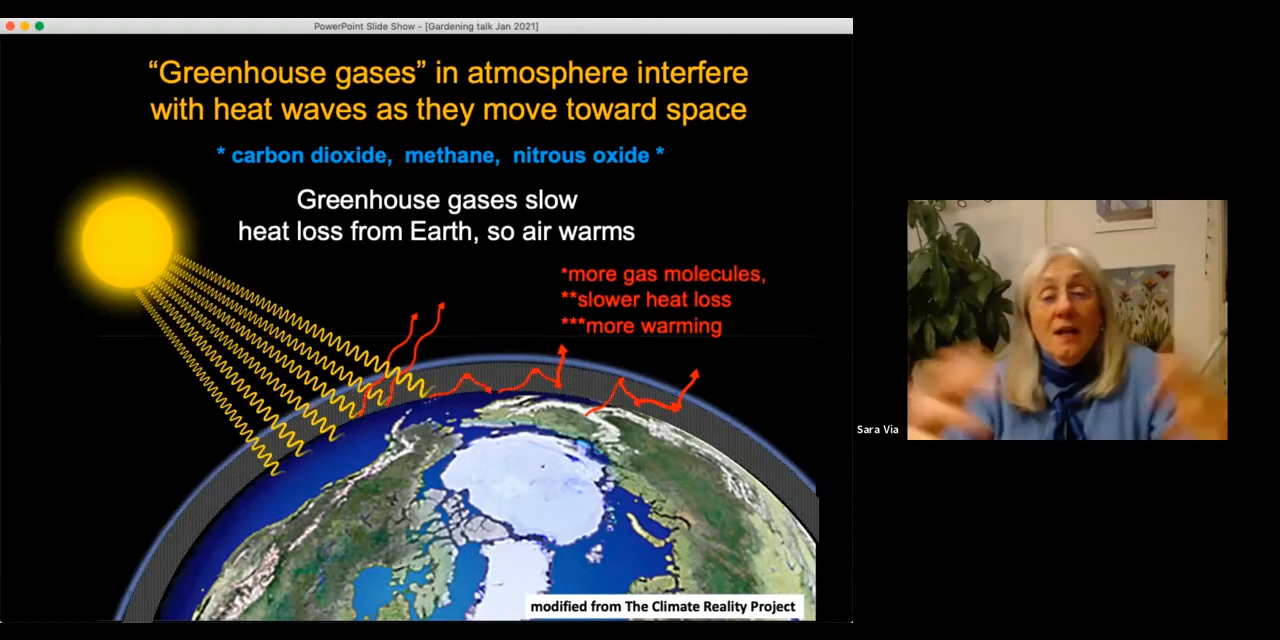 PowerPoint Slide Show - [Gardening talk Jan 2021]
“Greenhouse gases” in atmosphere interfere
with heat waves as they move toward space
* carbon dioxide, methane, nitrous oxide *
Greenhouse gases slow
heat loss from Earth, so air warms
*more gas molecules,
**slower heat loss
***more warming
Sara Via
modified from The Climate Reality Project